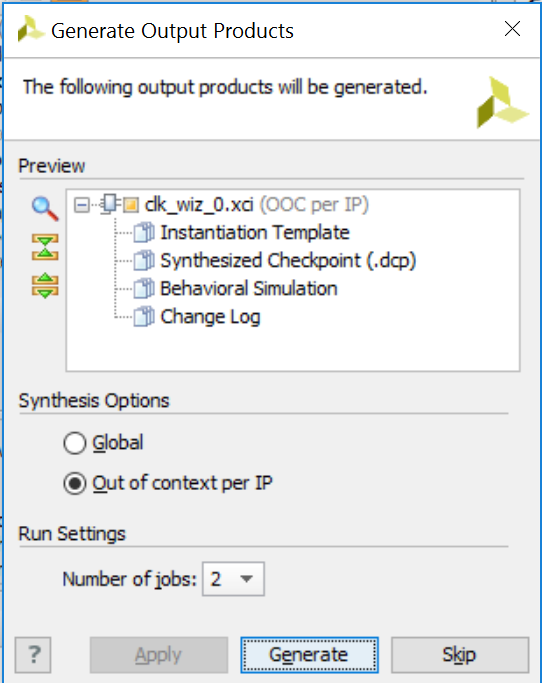 Generate Output Products
The following output products will be generated.
Preview
clk_wiz_0.xci (OOC per IP)
Instantiation Template
Synthesized Checkpoint (.dcp)
Behavioral Simulation
Change Log
Synthesis Options
Global
Out of context per IP
Run Settings
Number of jobs: 2
? Apply Generate Skip